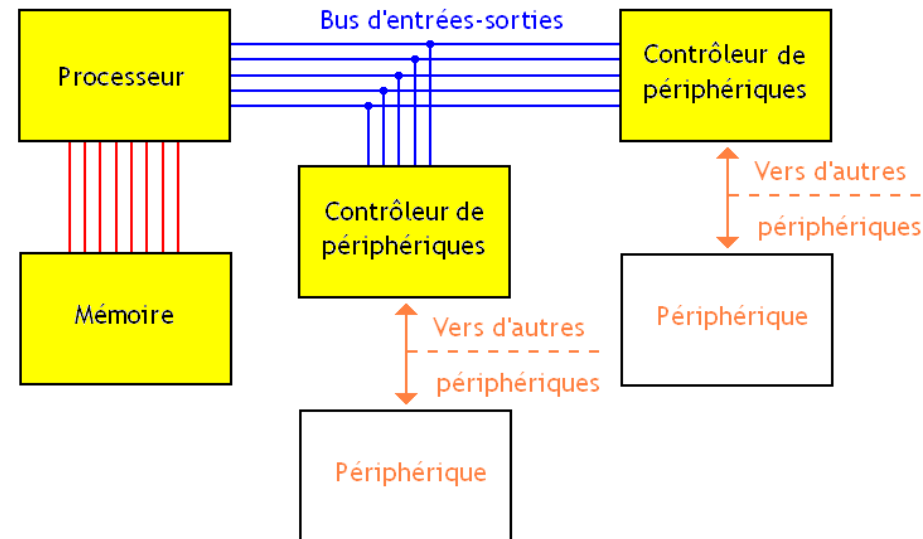 Bus d'entrées-sorties
Processeur
Contrôleur de
périphériques
Contrôleur de
périphériques
Vers d'autres
périphériques
Mémoire
Périphérique
Vers d'autres
périphériques
Périphérique